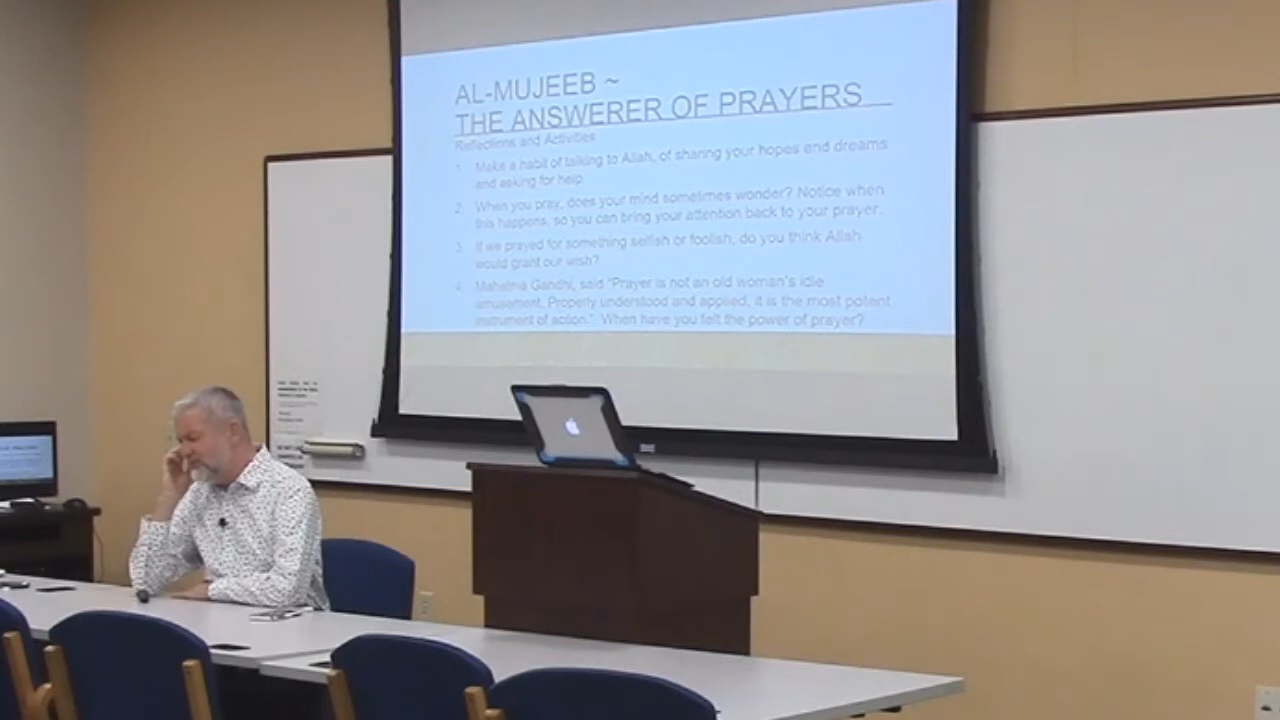 AL-MUJEEB ~
THE ANSWERER OF PRAYERS
Reflections and Activities
1. Make a habit of talking to Allah, of sharing your hopes end dreams
and asking for help
2. When you pray, does your mind sometimes wonder? Notice when
this happens, so you can bring your attention back to your prayer.
3. If we prayed for something selfish or foolish, do you think Allah
would grant our wish?
4. Mahatma Gandhi, said "Prayer is not an old woman's idle
amusement. Properly understood and applied, it is the most potent
instrument of action." When have you felt the power of prayer?